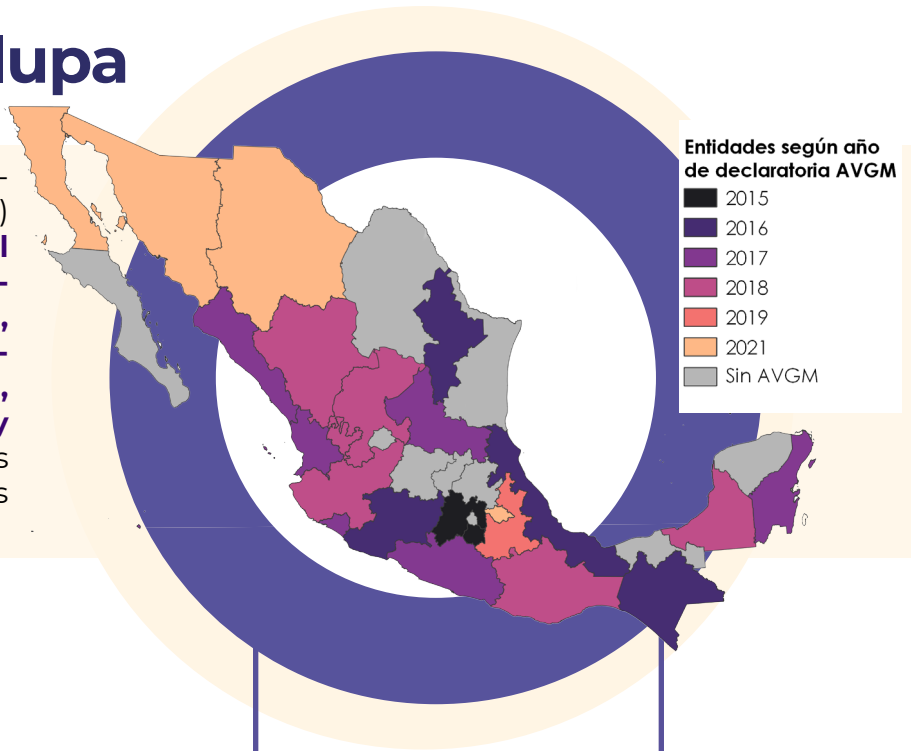 lupa
)
l
,
,
y
s
s
Entidades según año
de declaratoria AVGM
2015
2016
2017
2018
2019
2021
Sin AVGM